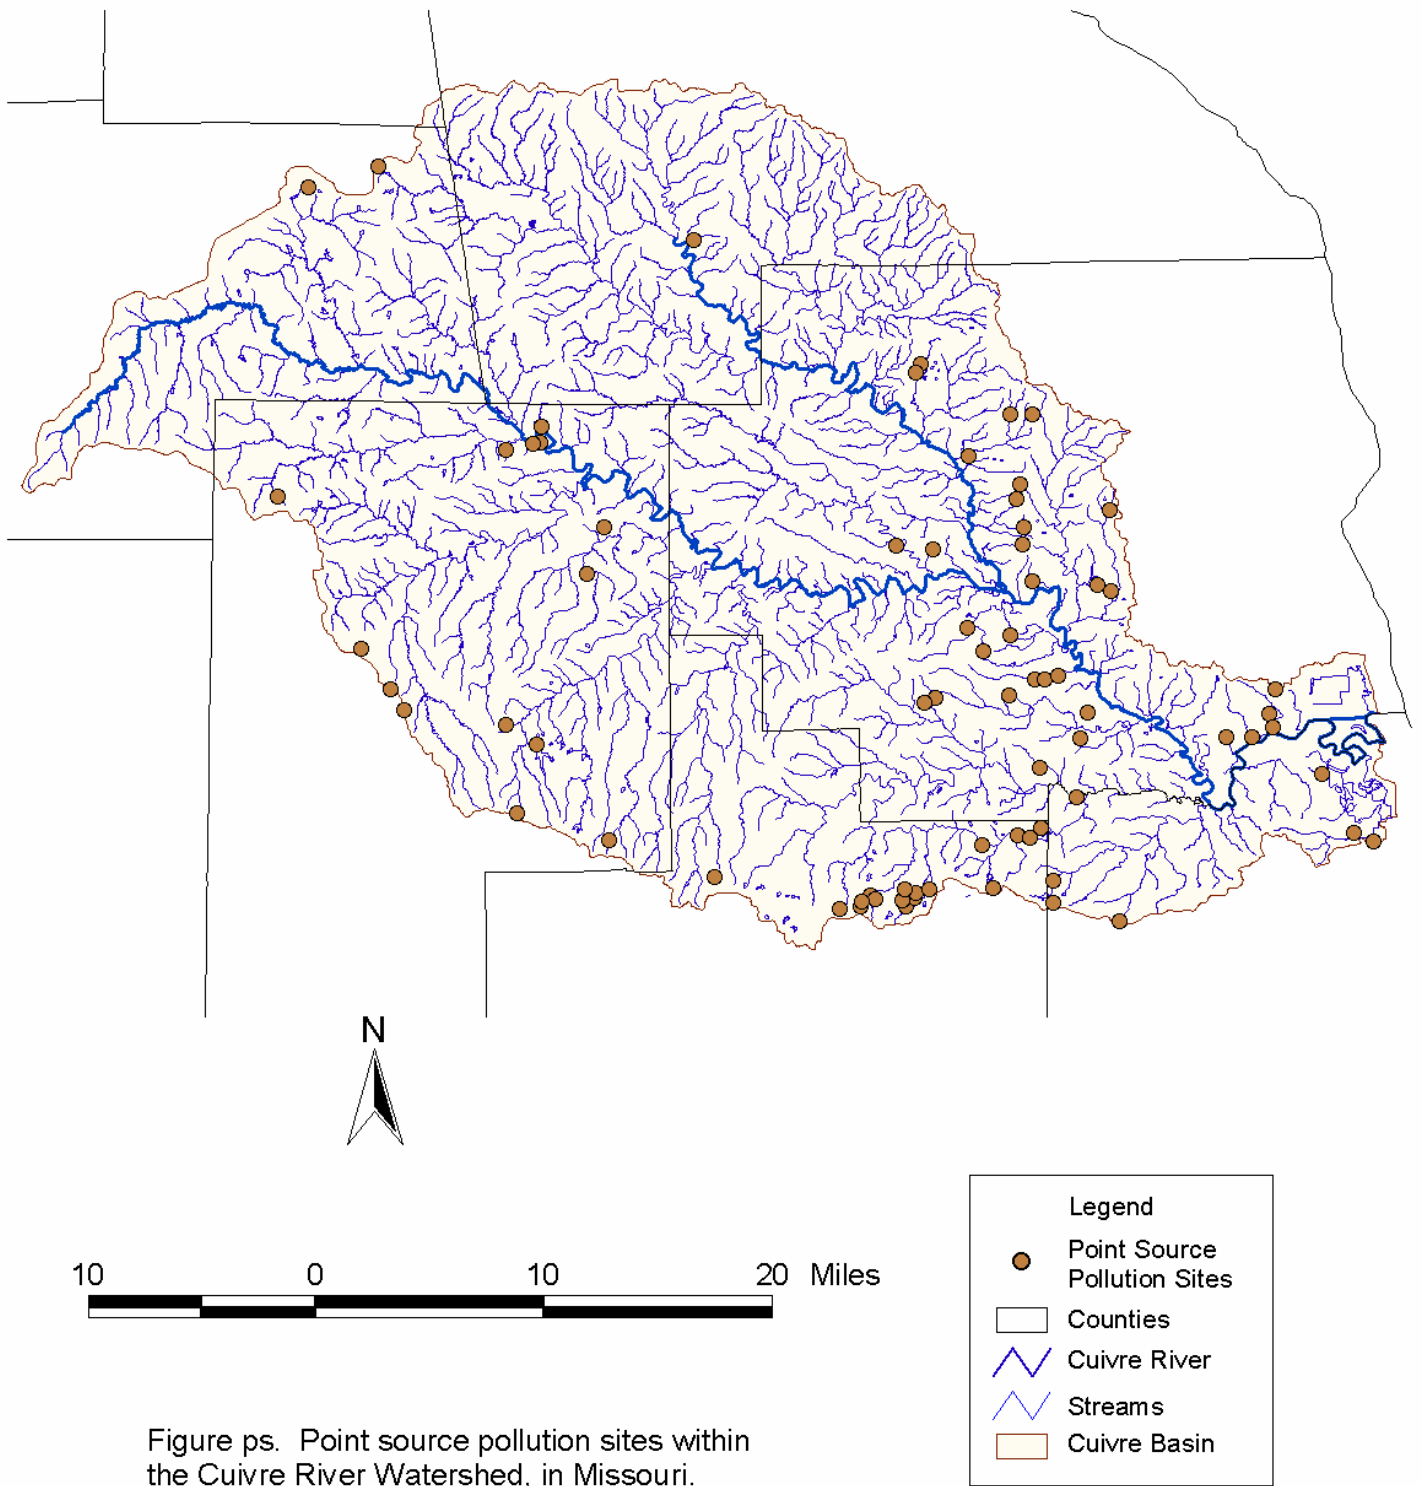 N
10 0 10 20 Miles
Legend
Point Source
Pollution Sites
Counties
Cuivre River
Streams
Cuivre Basin
Figure ps. Point source pollution sites within
the Cuivre River Watershed, in Missouri.